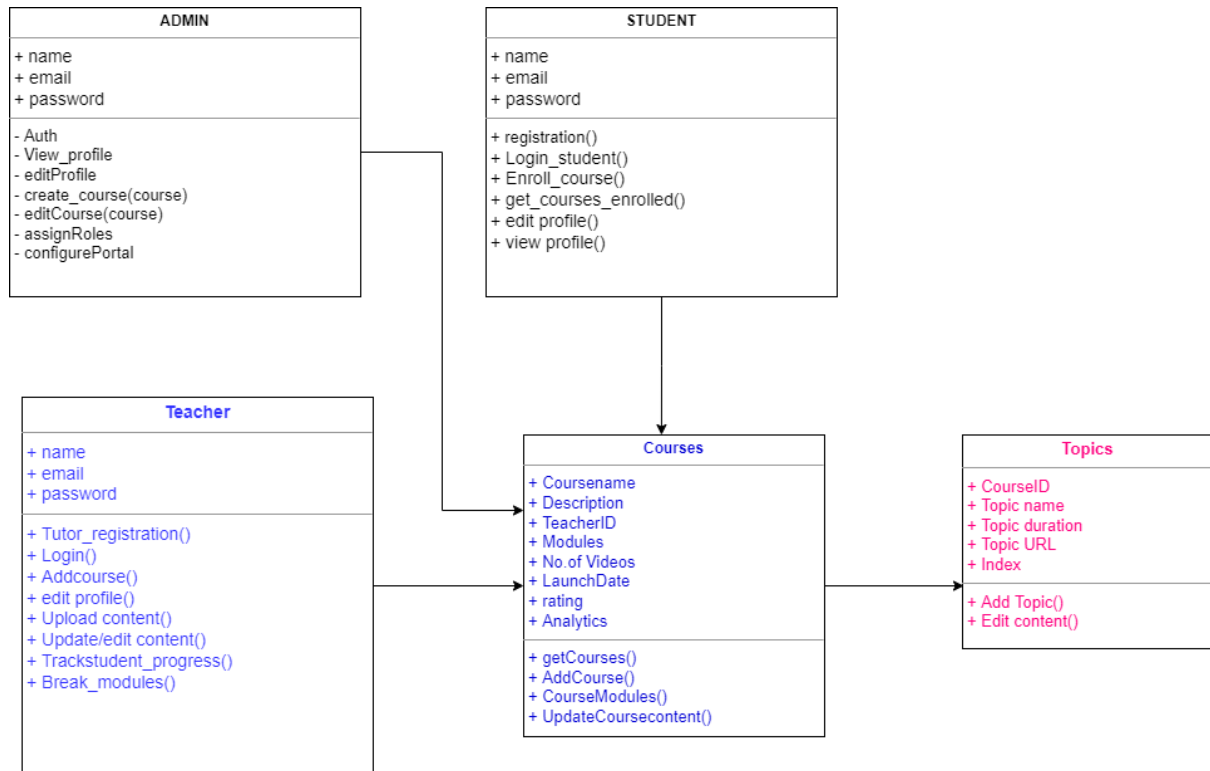 ADMIN
+ name
+ email
+ password
- Auth
- View_profile
- editProfile
- create_course(course)
- editCourse(course)
- assignRoles
- configurePortal
STUDENT
+ name
+ email
+ password
+ registration()
+ Login_student()
+ Enroll_course()
+ get_courses_enrolled()
+ edit profile()
+ view profile()
Teacher
+ name
+ email
+ password
+ Tutor_registration()
+ Login()
+ Addcourse()
+ edit profile()
+ Upload content()
+ Update/edit content()
+ Trackstudent_progress()
+ Break_modules()
Courses
+ Coursename
+ Description
+ TeacherID
+ Modules
+ No.of Videos
+ LaunchDate
+ rating
+ Analytics
+ getCourses()
+ AddCourse()
+ CourseModules()
+ UpdateCoursecontent()
Topics
+ CourseID
+ Topic name
+ Topic duration
+ Topic URL
+ Index
+ Add Topic()
+ Edit content()